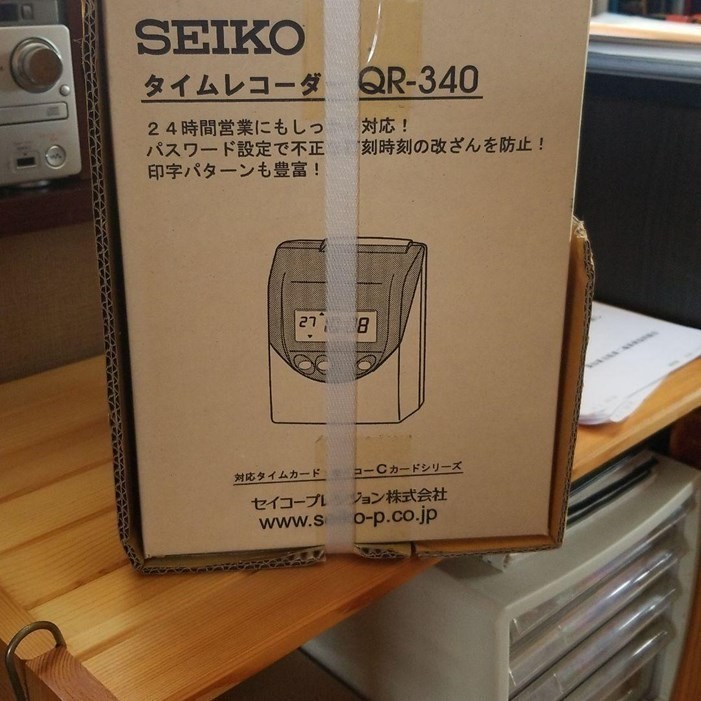 SEIKO
タイムレコーダ QR-340
24時間営業にもしっ 対応！
パスワード設定で不正 刻時刻の改ざんを防止！
印字パターンも豊富！
27 28
対応タイムカード コーCカードシリーズ
セイコープレシジョン株式会社
www.se ko-p.co.jp